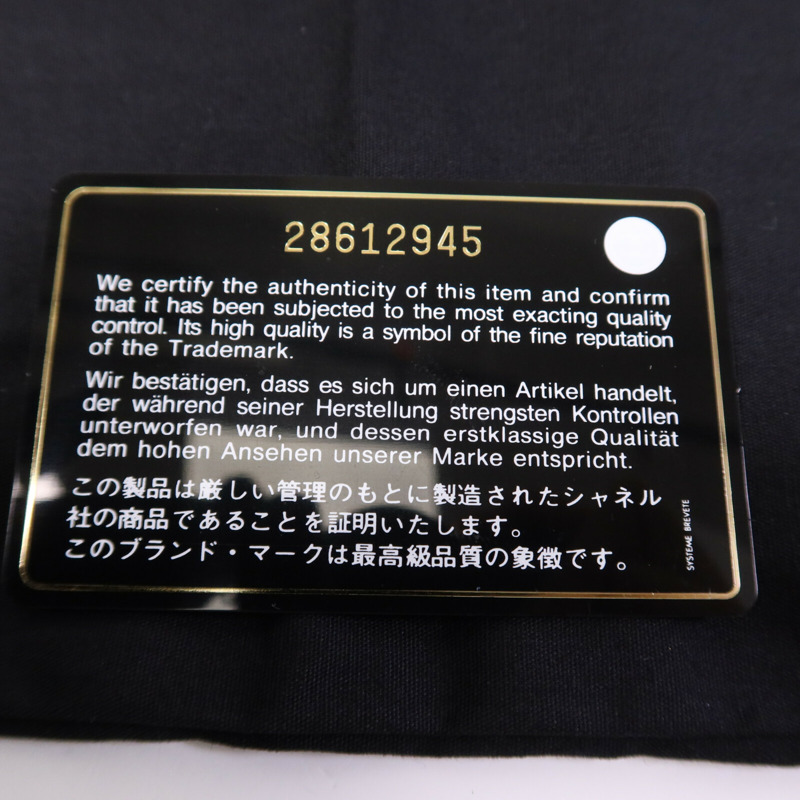 28612945
We certify the authenticity of this item and confirm
that it has been subjected to the most exacting quality
control. Its high quality is a symbol of the fine reputation
of the Trademark.
Wir bestätigen, dass es sich um einen Artikel handelt,
der während seiner Herstellung strengsten Kontrollen
unterworfen war, und dessen erstklassige Qualität
dem hohen Ansehen unserer Marke entspricht.
この製品は厳しい管理のもとに製造されたシャネル
社の商品であることを証明いたします。
このブランド・マークは最高級品質の象徴です。
SYSTEME BREVETE